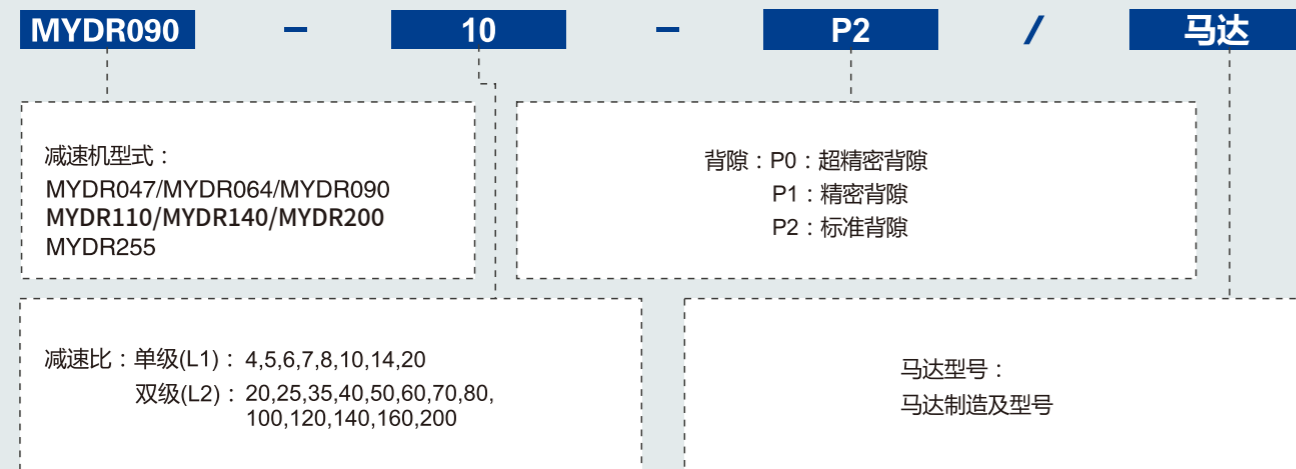 MYDR090 – 10 – P2 / 马达
减速机型式：
MYDR047/MYDR064/MYDR090
MYDR110/MYDR140/MYDR200
MYDR255
背隙：P0：超精密背隙
P1：精密背隙
P2：标准背隙
减速比：单级(L1)：4,5,6,7,8,10,14,20
双级(L2)：20,25,35,40,50,60,70,80,
100,120,140,160,200
马达型号：
马达制造及型号